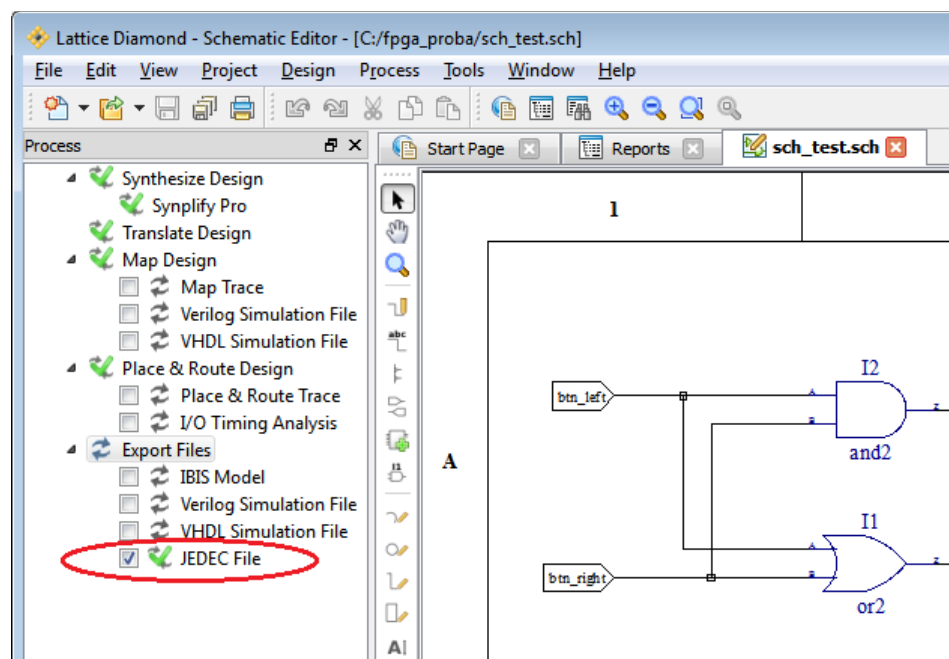 Lattice Diamond - Schematic Editor - [C:/fpga_proba/sch_test.sch]
File Edit View Project Design Process Tools Window Help
Process
Start Page
Reports
sch_test.sch
Synthesize Design
Synplify Pro
Translate Design
Map Design
Map Trace
Verilog Simulation File
VHDL Simulation File
Place & Route Design
Place & Route Trace
I/O Timing Analysis
Export Files
IBIS Model
Verilog Simulation File
VHDL Simulation File
JEDEC File
abc
I1
A
1
A
btn_left
A
B
Z
I2
and2
btn_right
A
B
Z
I1
or2